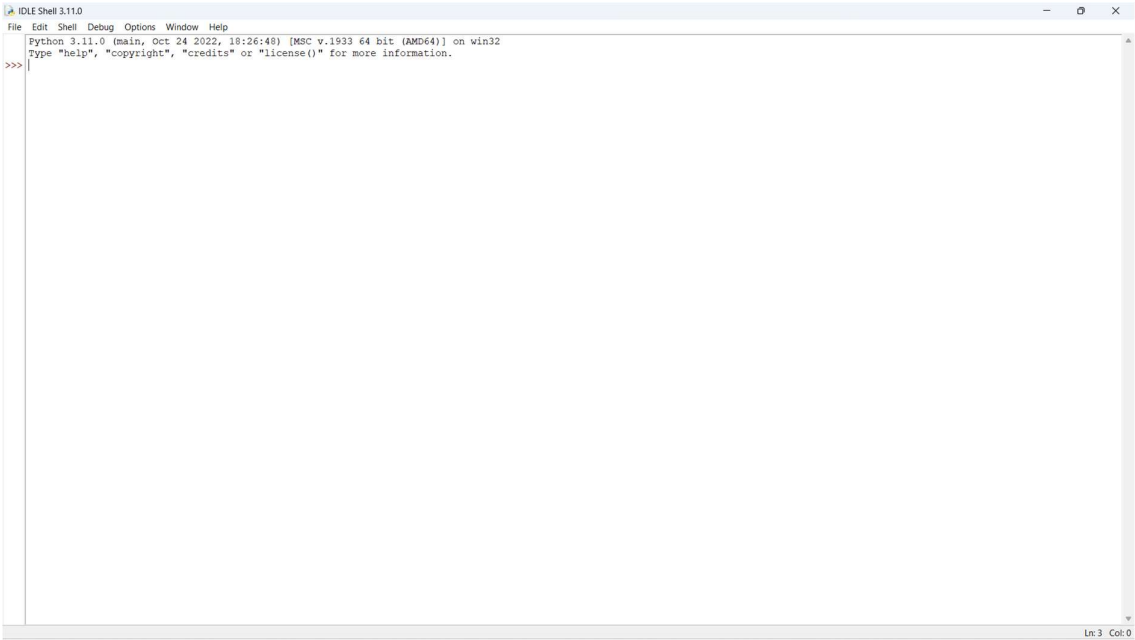 IDLE Shell 3.11.0
File Edit Shell Debug Options Window Help
Python 3.11.0 (main, Oct 24 2022, 18:26:48) [MSC v.1933 64 bit (AMD64)] on win32
Type "help", "copyright", "credits" or "license()" for more information.
>>>
Ln: 3 Col: 0